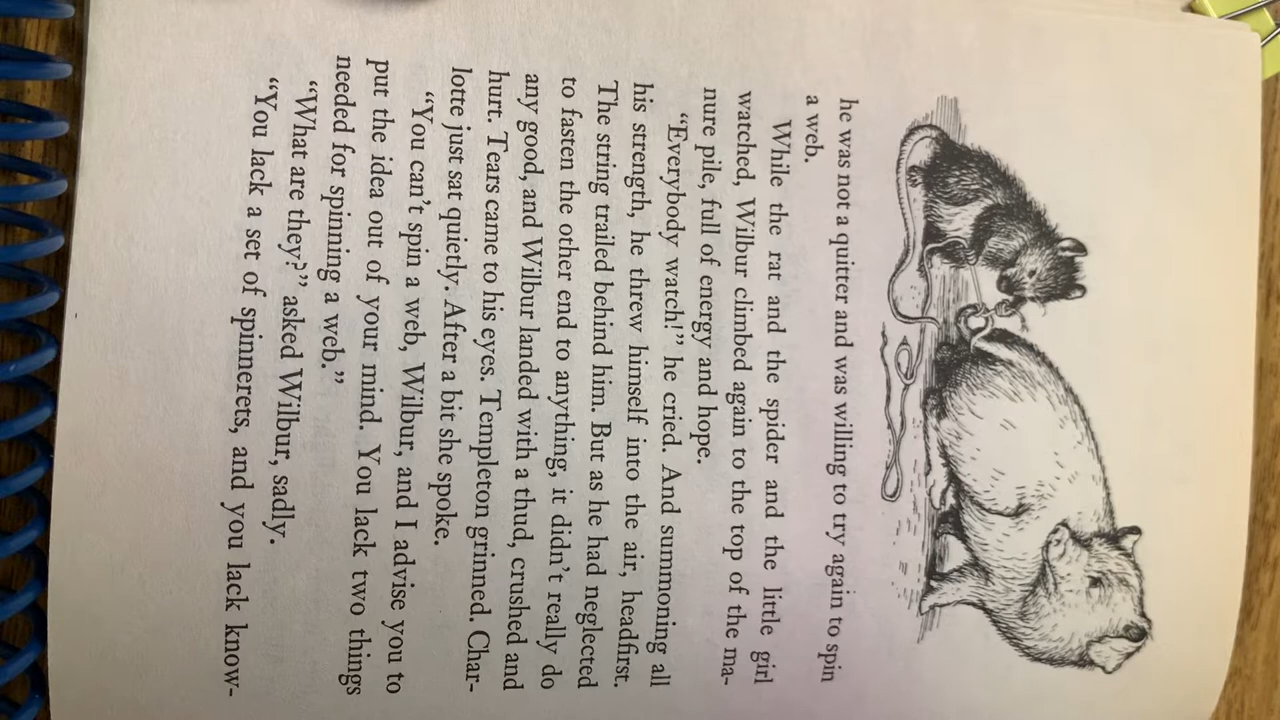 he was not a quitter and was willing to try again to spin
a web.
While the rat and the spider and the little girl
watched, Wilbur climbed again to the top of the ma-
nure pile, full of energy and hope.
“Everybody watch!” he cried. And summoning all
his strength, he threw himself into the air, headfirst.
The string trailed behind him. But as he had neglected
to fasten the other end to anything, it didn’t really do
any good, and Wilbur landed with a thud, crushed and
hurt. Tears came to his eyes. Templeton grinned. Char-
lotte just sat quietly. After a bit she spoke.
“You can’t spin a web, Wilbur, and I advise you to
put the idea out of your mind. You lack two things
needed for spinning a web.”
“What are they?” asked Wilbur, sadly.
“You lack a set of spinnerets, and you lack know-